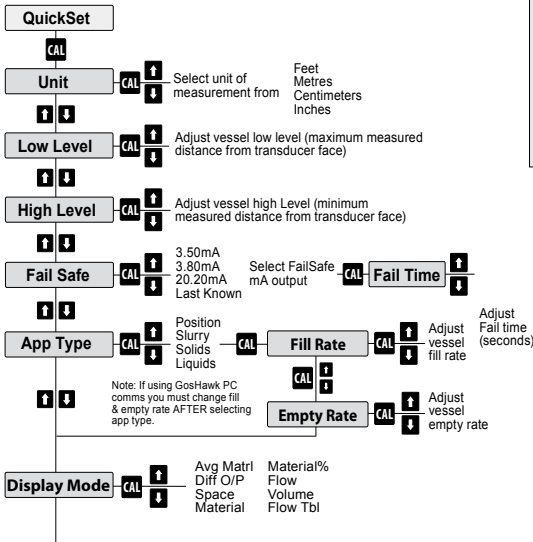 QuickSet
CAL
Unit
CAL
Select unit of
measurement from
Feet
Metres
Centimeters
Inches
Low Level
CAL
Adjust vessel low level (maximum measured
distance from transducer face)
High Level
CAL
Adjust vessel high Level (minimum
measured distance from transducer face)
Fail Safe
CAL
3.50mA
3.80mA
20.20mA
Last Known
Select FailSafe
mA output
CAL
Fail Time
Adjust
Fail time
(seconds)
App Type
CAL
Position
Slurry
Solids
Liquids
CAL
Fill Rate
CAL
Adjust
vessel
fill rate
CAL
Note: If using GosHawk PC
comms you must change fill
& empty rate AFTER selecting
app type.
Empty Rate
CAL
Adjust
vessel
empty rate
Display Mode
CAL
Avg Matrl
Diff O/P
Space
Material
Material%
Flow
Volume
Flow Tbl